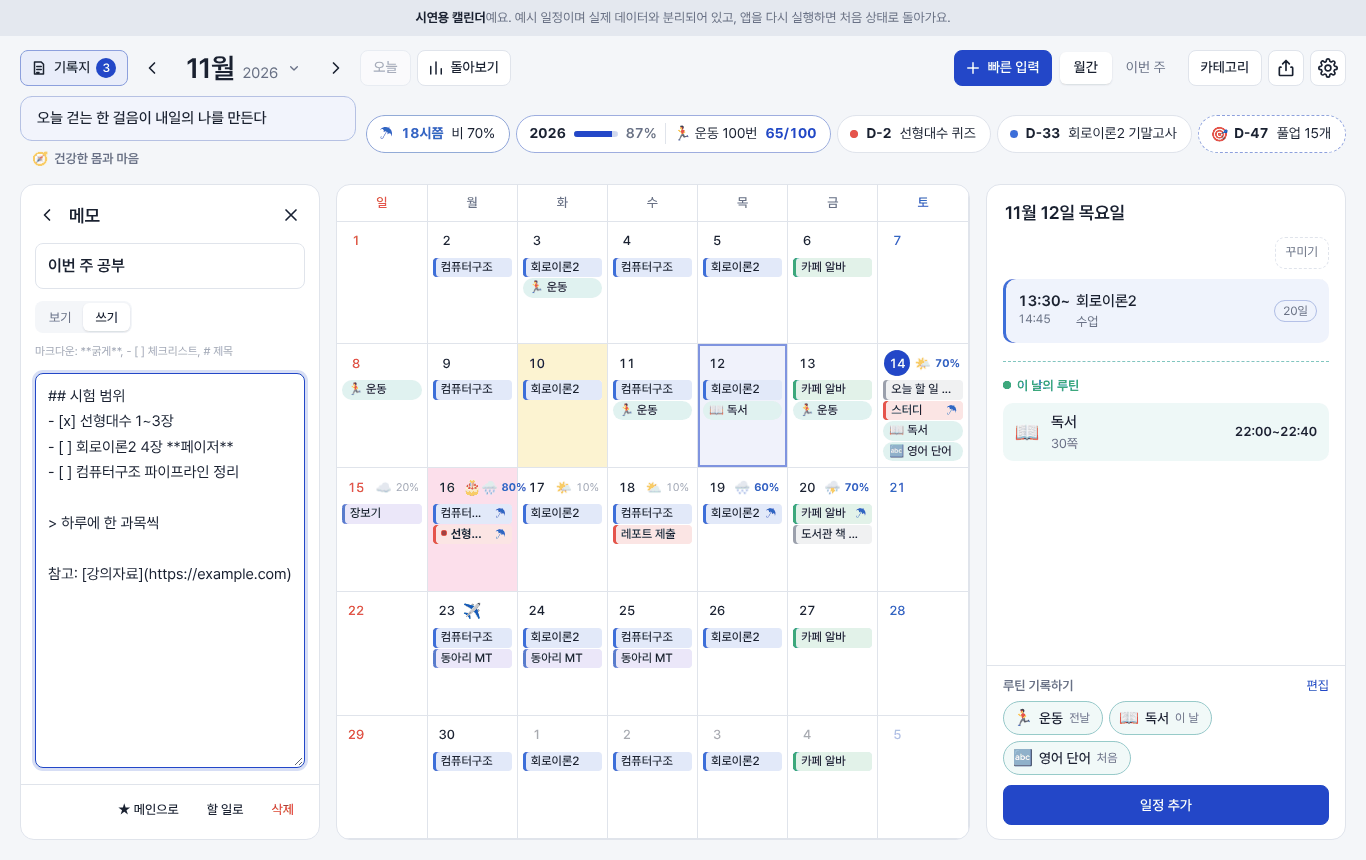 시연용 캘린더예요. 예시 일정이며 실제 데이터와 분리되어 있고, 앱을 다시 실행하면 처음 상태로 돌아가요.
기록지 3
11월 2026
오늘
돌아보기
+ 빠른 입력
월간
이번 주
카테고리
오늘 걷는 한 걸음이 내일의 나를 만든다
건강한 몸과 마음
18시쯤 비 70%
2026 87% 운동 100번 65/100
D-2 선형대수 퀴즈
D-33 회로이론2 기말고사
D-47 풀업 15개
메모
이번 주 공부
보기 쓰기
마크다운: **굵게**, - [ ] 체크리스트, # 제목
## 시험 범위
- [x] 선형대수 1~3장
- [ ] 회로이론2 4장 **페이저**
- [ ] 컴퓨터구조 파이프라인 정리
> 하루에 한 과목씩
참고: [강의자료](https://example.com)
★ 메인으로 할 일로 삭제
일 월 화 수 목 금 토
1 2 3 4 5 6 7
컴퓨터구조 회로이론2 컴퓨터구조 회로이론2 카페 알바
운동
8 9 10 11 12 13 14 70%
운동 컴퓨터구조 회로이론2 컴퓨터구조 회로이론2 카페 알바 오늘 할 일 ...
운동 독서 운동 스터디
독서
abc 영어 단어
15 20% 16 80% 17 10% 18 10% 19 60% 20 70% 21
장보기 컴퓨터... 회로이론2 컴퓨터구조 회로이론2 카페 알바
선형... 레포트 제출 도서관 책 ...
22 23 24 25 26 27 28
컴퓨터구조 회로이론2 컴퓨터구조 회로이론2 카페 알바
동아리 MT 동아리 MT 동아리 MT
29 30 1 2 3 4 5
컴퓨터구조 회로이론2 컴퓨터구조 회로이론2 카페 알바
11월 12일 목요일
꾸미기
13:30~ 회로이론2
14:45 수업
20일
이 날의 루틴
독서
30쪽
22:00~22:40
루틴 기록하기 편집
운동 전날 독서 이 날
abc 영어 단어 처음
일정 추가